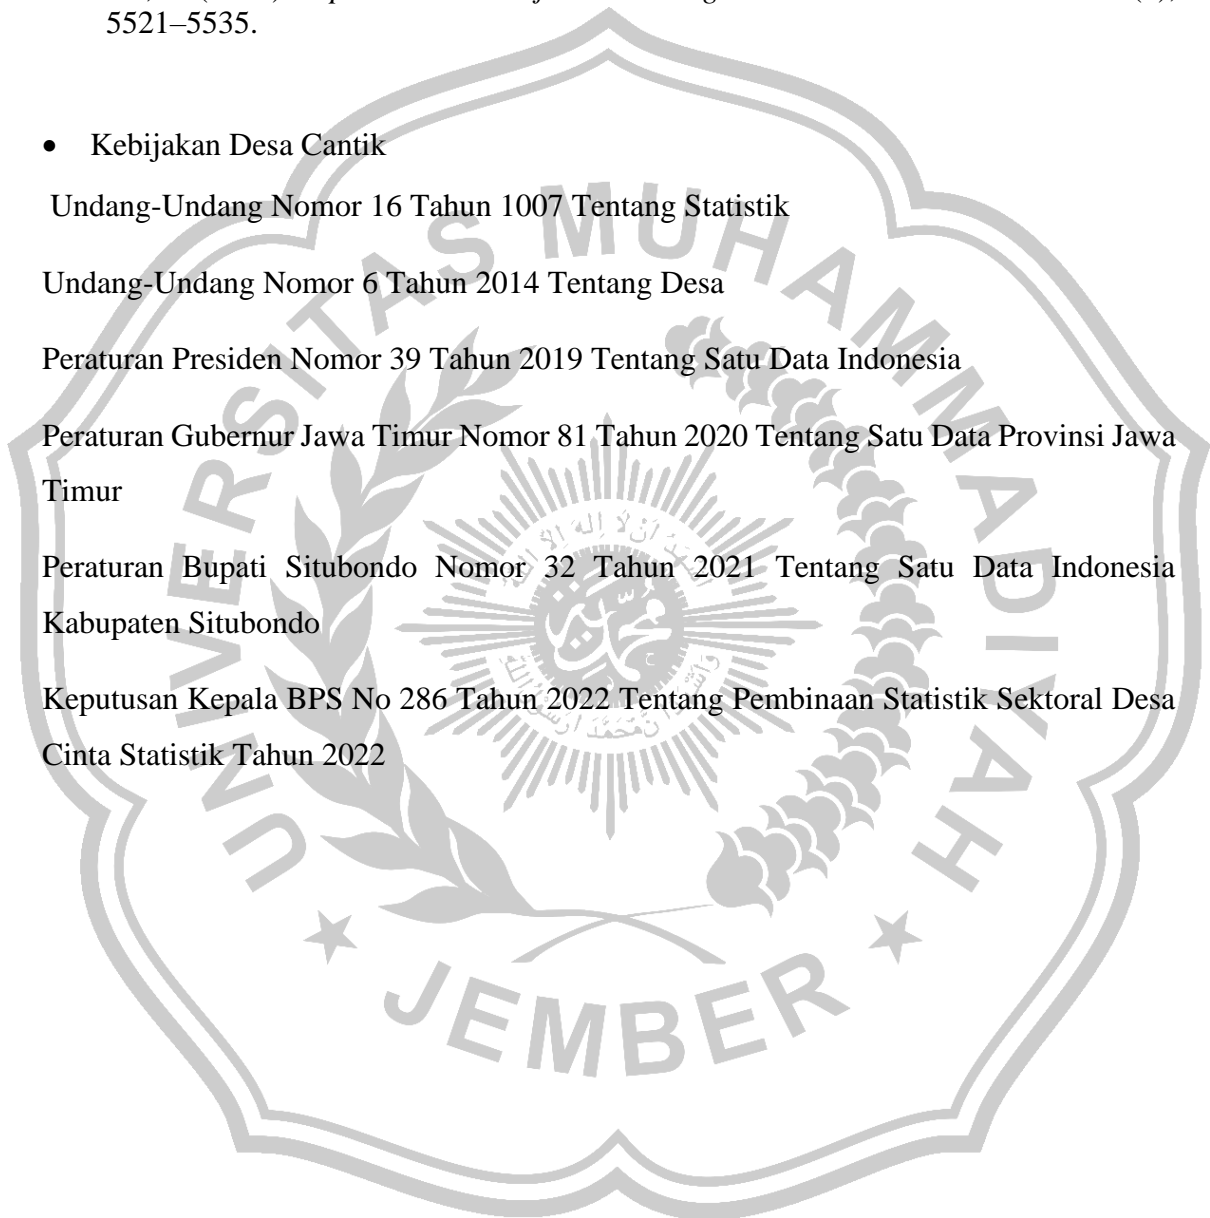 5521–5535.
• Kebijakan Desa Cantik
Undang-Undang Nomor 16 Tahun 1007 Tentang Statistik
Undang-Undang Nomor 6 Tahun 2014 Tentang Desa
Peraturan Presiden Nomor 39 Tahun 2019 Tentang Satu Data Indonesia
Peraturan Gubernur Jawa Timur Nomor 81 Tahun 2020 Tentang Satu Data Provinsi Jawa
Timur
Peraturan Bupati Situbondo Nomor 32 Tahun 2021 Tentang Satu Data Indonesia
Kabupaten Situbondo
Keputusan Kepala BPS No 286 Tahun 2022 Tentang Pembinaan Statistik Sektoral Desa
Cinta Statistik Tahun 2022
UNIVERSITAS MUHAMMADIYAH
JEMBER